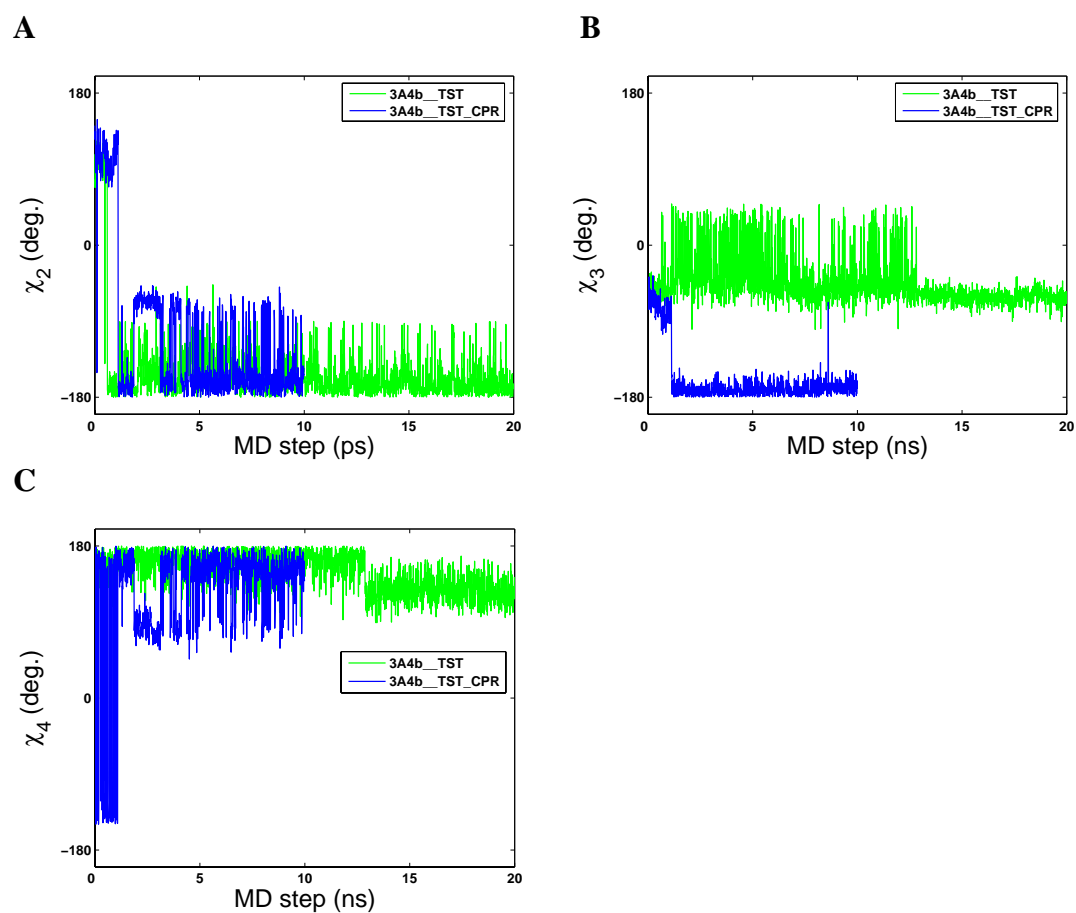 A
χ2 (deg.)
180
0
−180
3A4b__TST
3A4b__TST_CPR
0 5 10 15 20
MD step (ps)
B
χ3 (deg.)
180
0
−180
3A4b__TST
3A4b__TST_CPR
0 5 10 15 20
MD step (ns)
C
χ4 (deg.)
180
0
−180
3A4b__TST
3A4b__TST_CPR
0 5 10 15 20
MD step (ns)